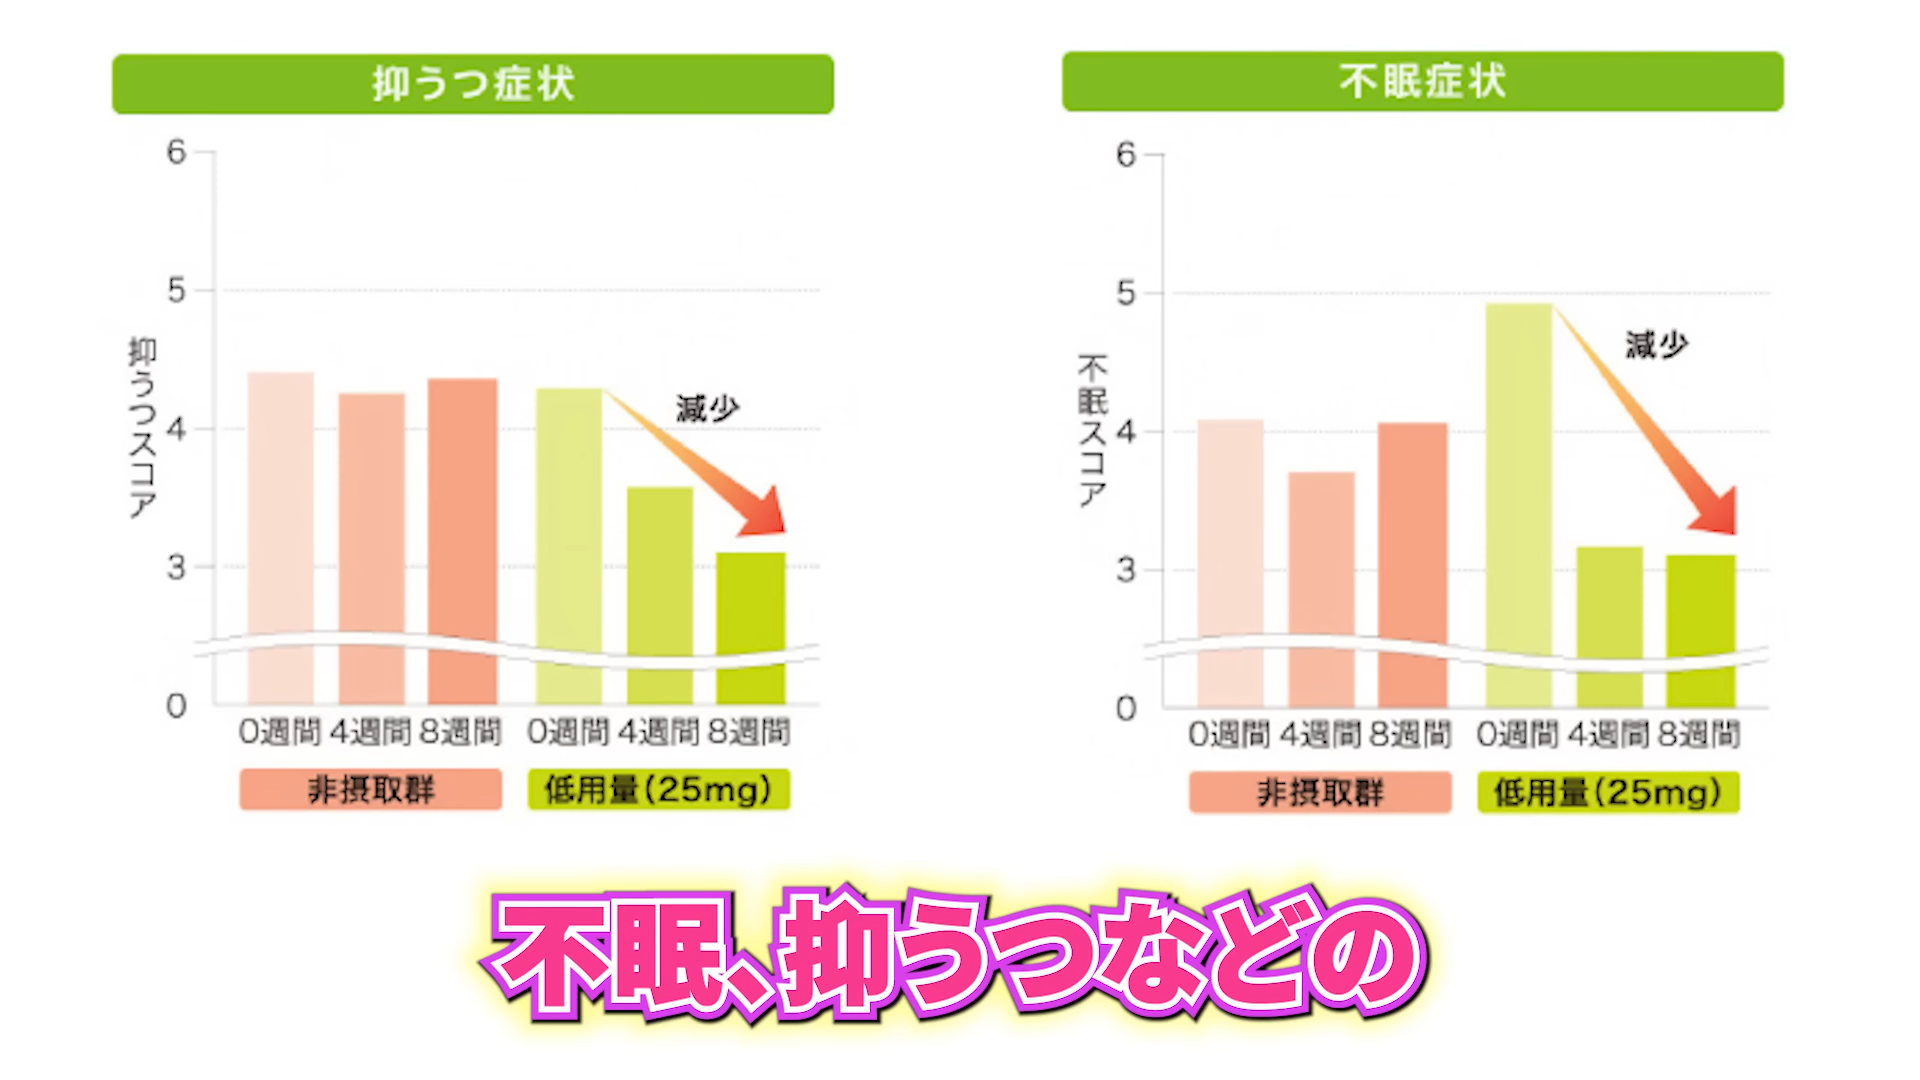 抑うつ症状
6
5
4
3
0
抑うつスコア
減少
0週間 4週間 8週間 0週間 4週間 8週間
非摂取群 低用量(25mg)
不眠症状
6
5
4
3
0
不眠スコア
減少
0週間 4週間 8週間 0週間 4週間 8週間
非摂取群 低用量(25mg)
不眠、抑うつなどの